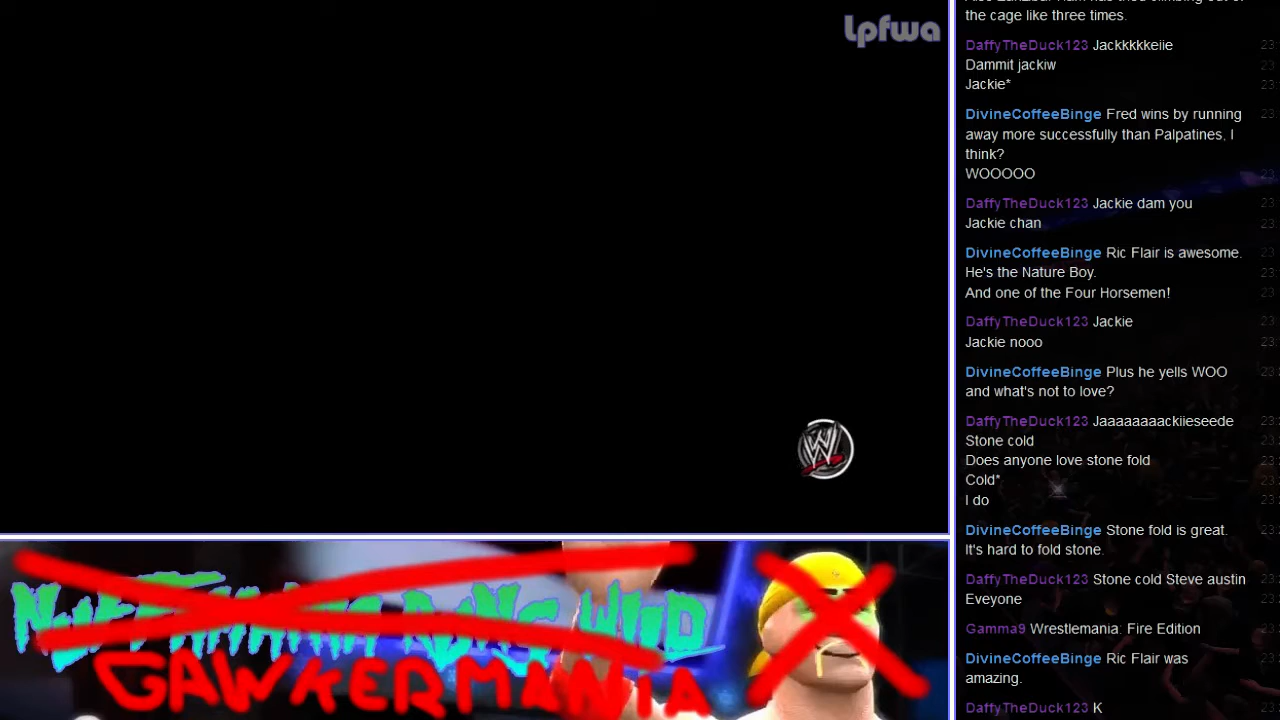 lpfwa
the cage like three times.
DaffyTheDuck123 Jackkkkeiie
Dammit jackiw
Jackie*
DivineCoffeeBinge Fred wins by running
away more successfully than Palpatines, I
think?
WOOOOO
DaffyTheDuck123 Jackie dam you
Jackie chan
DivineCoffeeBinge Ric Flair is awesome.
He's the Nature Boy.
And one of the Four Horsemen!
DaffyTheDuck123 Jackie
Jackie nooo
DivineCoffeeBinge Plus he yells WOO
and what's not to love?
DaffyTheDuck123 Jaaaaaaackiieseede
Stone cold
Does anyone love stone fold
Cold*
I do
DivineCoffeeBinge Stone fold is great.
It's hard to fold stone.
DaffyTheDuck123 Stone cold Steve austin
Eveyone
Gamma9 Wrestlemania: Fire Edition
DivineCoffeeBinge Ric Flair was
amazing.
DaffyTheDuck123 K
W
RUNS WILD
GAWKERMANIA